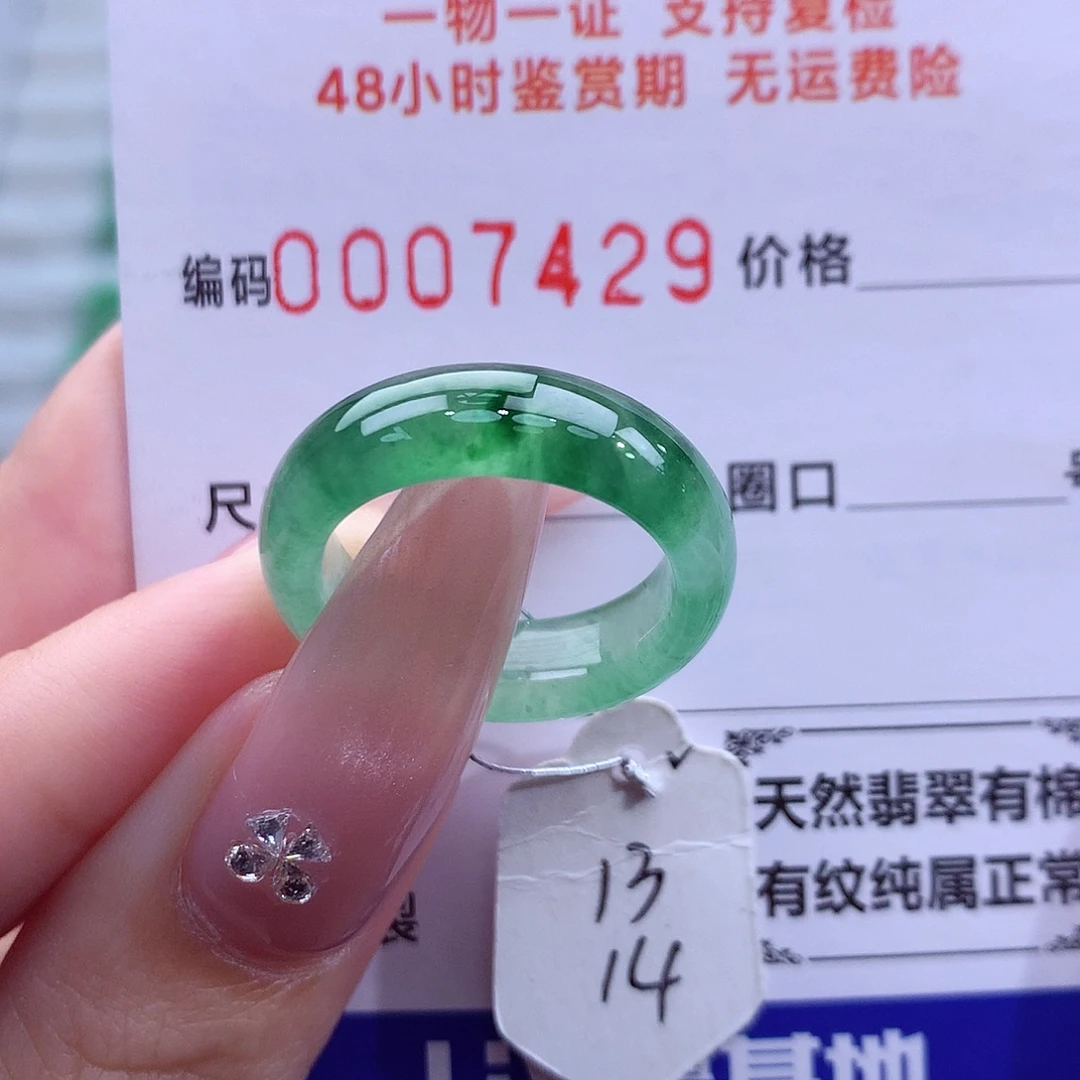 一物一证 支持复检
48小时鉴赏期 无运费险
编码0007429 价格
尺 圈口
天然翡翠有棉
有纹纯属正常
13
14
基地